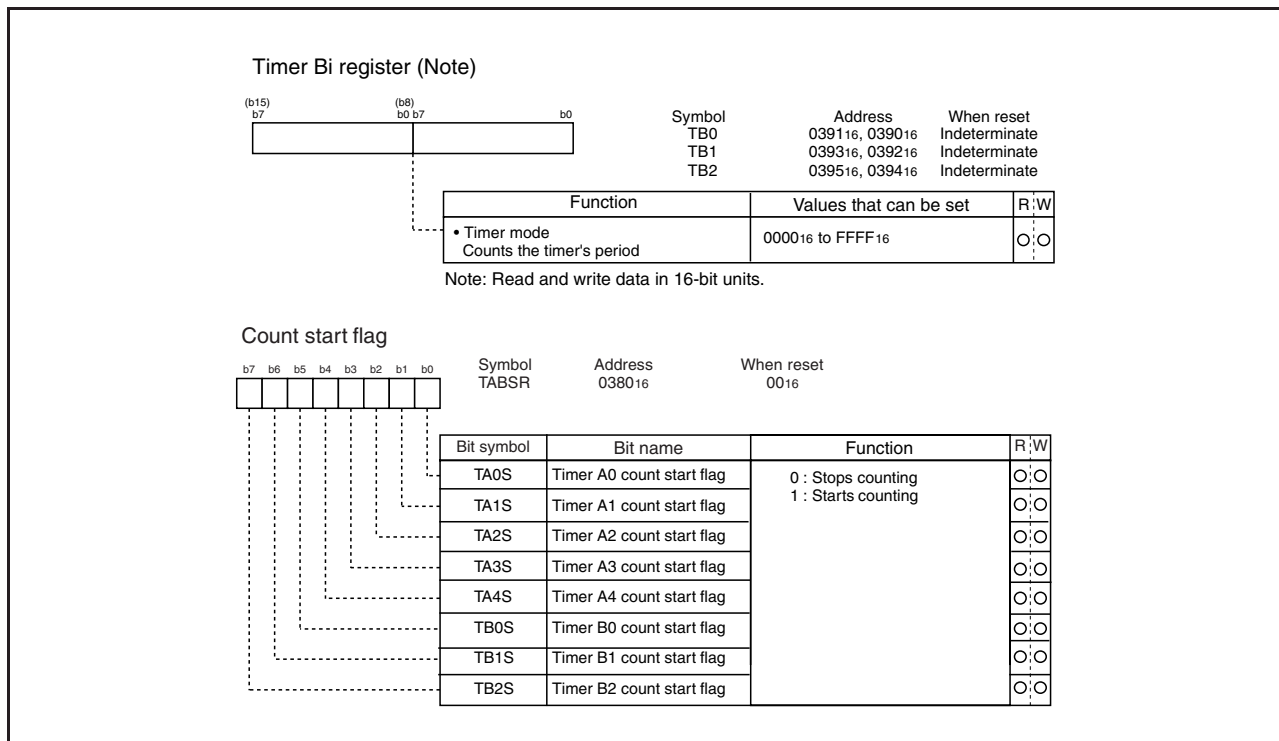 Timer Bi register (Note)
(b15) (b8)
b7 b0 b7 b0
Symbol Address When reset
TB0 039116, 039016 Indeterminate
TB1 039316, 039216 Indeterminate
TB2 039516, 039416 Indeterminate
Function Values that can be set R W
• Timer mode 000016 to FFFF16
Counts the timer's period
Note: Read and write data in 16-bit units.
Count start flag
b7 b6 b5 b4 b3 b2 b1 b0
Symbol Address When reset
TABSR 038016 0016
Bit symbol Bit name Function R W
TA0S Timer A0 count start flag 0 : Stops counting
TA1S Timer A1 count start flag 1 : Starts counting
TA2S Timer A2 count start flag
TA3S Timer A3 count start flag
TA4S Timer A4 count start flag
TB0S Timer B0 count start flag
TB1S Timer B1 count start flag
TB2S Timer B2 count start flag